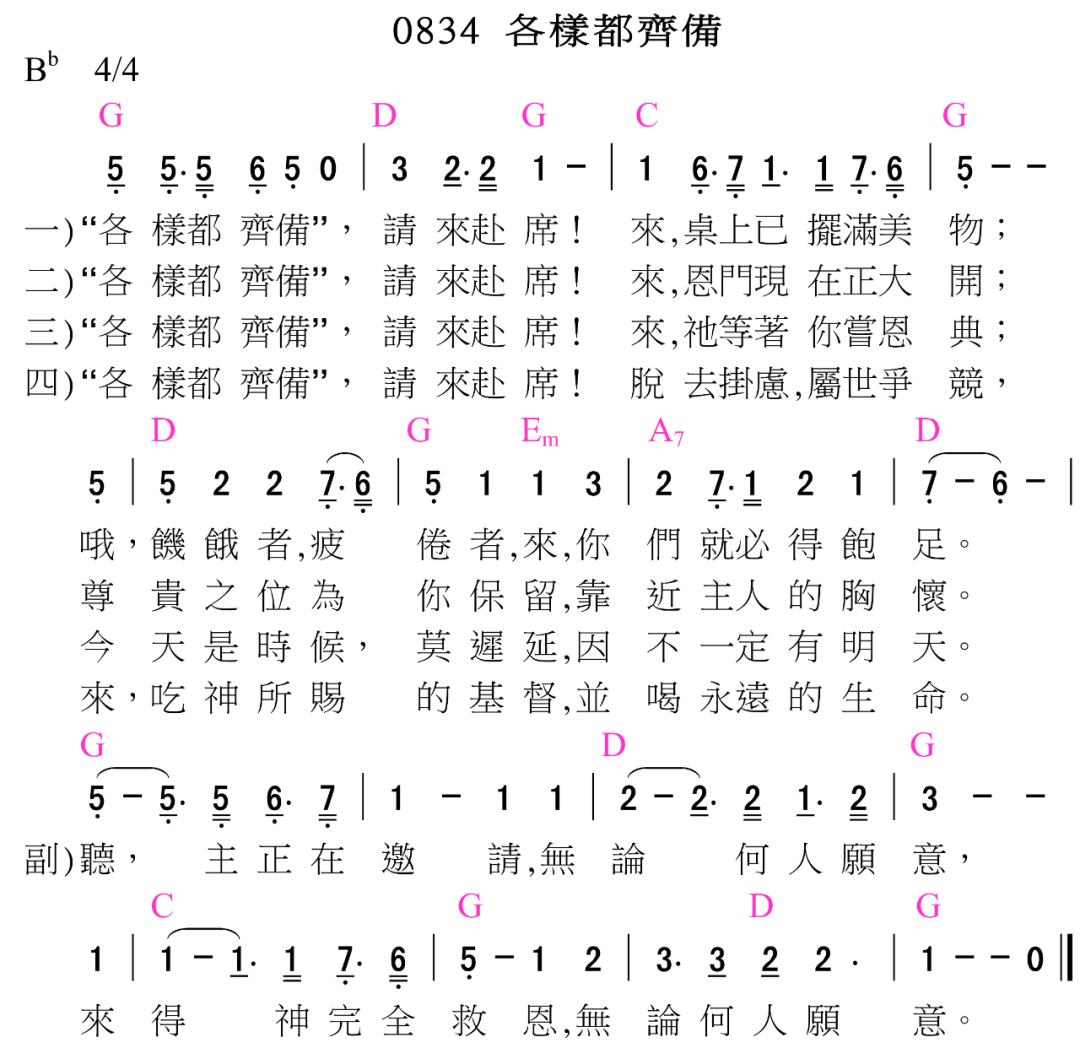 0834 各樣都齊備
Bb 4/4
G D G C G
5 5. 5 6 5 0 | 3 2. 2 1 – | 1 6. 7 1. 1 7. 6 | 5 – –
一)“各樣都齊備”，請來赴席！來,桌上已擺滿美物；
二)“各樣都齊備”，請來赴席！來,恩門現在正大開；
三)“各樣都齊備”，請來赴席！來,祂等著你嘗恩典；
四)“各樣都齊備”，請來赴席！脫去掛慮,屬世爭競，
D G Em A7 D
5 | 5 2 2 7. 6 | 5 1 1 3 | 2 7. 1 2 1 | 7 – 6 – |
哦，饑餓者,疲倦者,來,你們就必得飽足。
尊貴之位為你保留,靠近主人的胸懷。
今天是時候，莫遲延,因不一定有明天。
來，吃神所賜的基督,並喝永遠的生命。
G D G
5 – 5. 5 6. 7 | 1 – 1 1 | 2 – 2. 2 1. 2 | 3 – –
副)聽，主正在邀請,無論何人願意，
C G D G
1 | 1 – 1. 1 7. 6 | 5 – 1 2 | 3. 3 2 2 . | 1 – – 0 ‖
來得神完全救恩,無論何人願意。